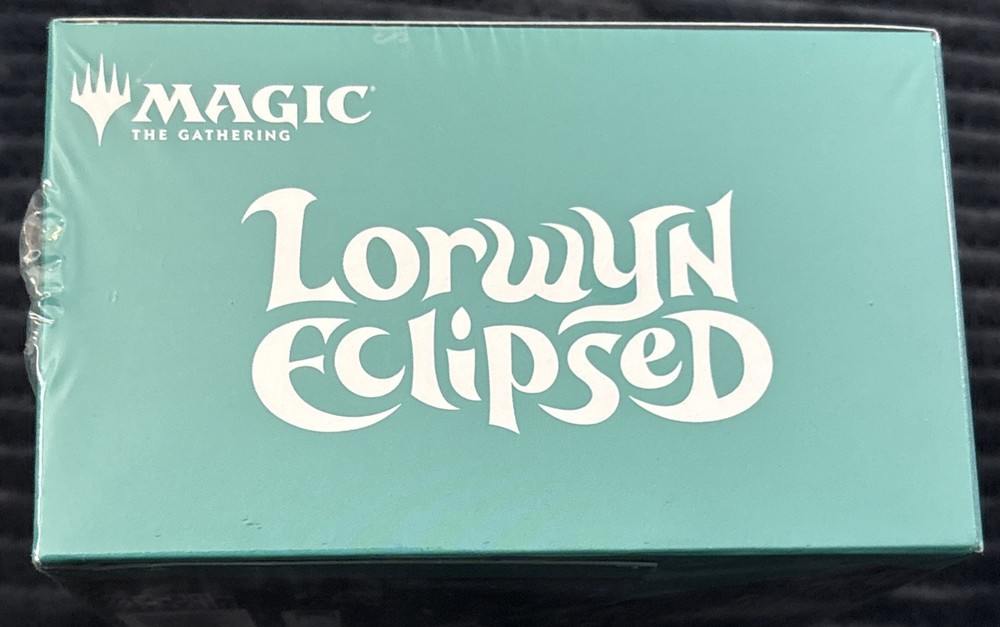 MAGIC
THE GATHERING
Lorwyn
Eclipsed